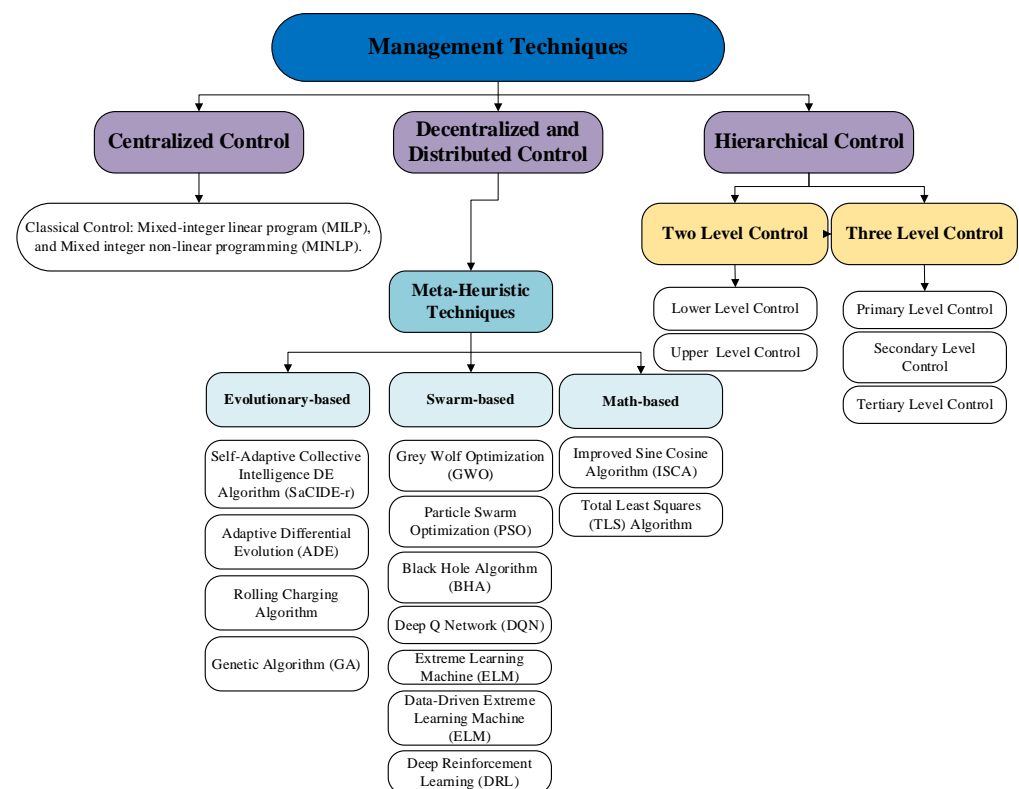 Management Techniques
Centralized Control
Decentralized and
Distributed Control
Hierarchical Control
Classical Control: Mixed-integer linear program (MILP),
and Mixed integer non-linear programming (MINLP).
Two Level Control
Three Level Control
Lower Level Control
Upper Level Control
Primary Level Control
Secondary Level
Control
Tertiary Level Control
Meta-Heuristic
Techniques
Evolutionary-based
Swarm-based
Math-based
Self-Adaptive Collective
Intelligence DE
Algorithm (SaCIDE-r)
Adaptive Differential
Evolution (ADE)
Rolling Charging
Algorithm
Genetic Algorithm (GA)
Grey Wolf Optimization
(GWO)
Particle Swarm
Optimization (PSO)
Black Hole Algorithm
(BHA)
Deep Q Network (DQN)
Extreme Learning
Machine (ELM)
Data-Driven Extreme
Learning Machine
(ELM)
Deep Reinforcement
Learning (DRL)
Improved Sine Cosine
Algorithm (ISCA)
Total Least Squares
(TLS) Algorithm